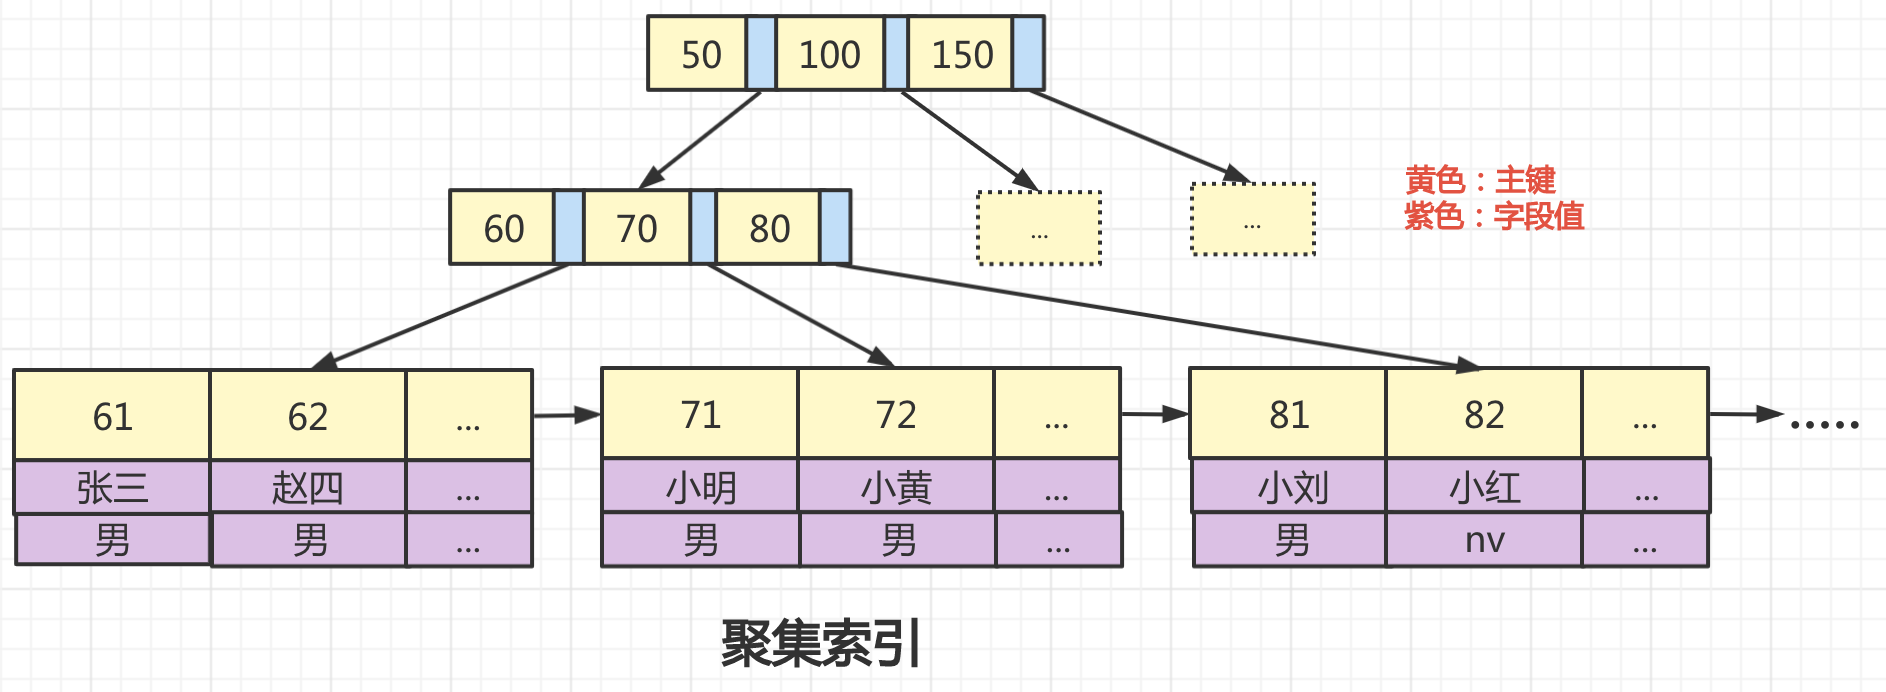 50 100 150
黄色：主键
紫色：字段值
60 70 80
...
...
61 62 ...
张三 赵四 ...
男 男 ...
71 72 ...
小明 小黄 ...
男 男 ...
81 82 ...
小刘 小红 ...
男 nv ...
.....
聚集索引